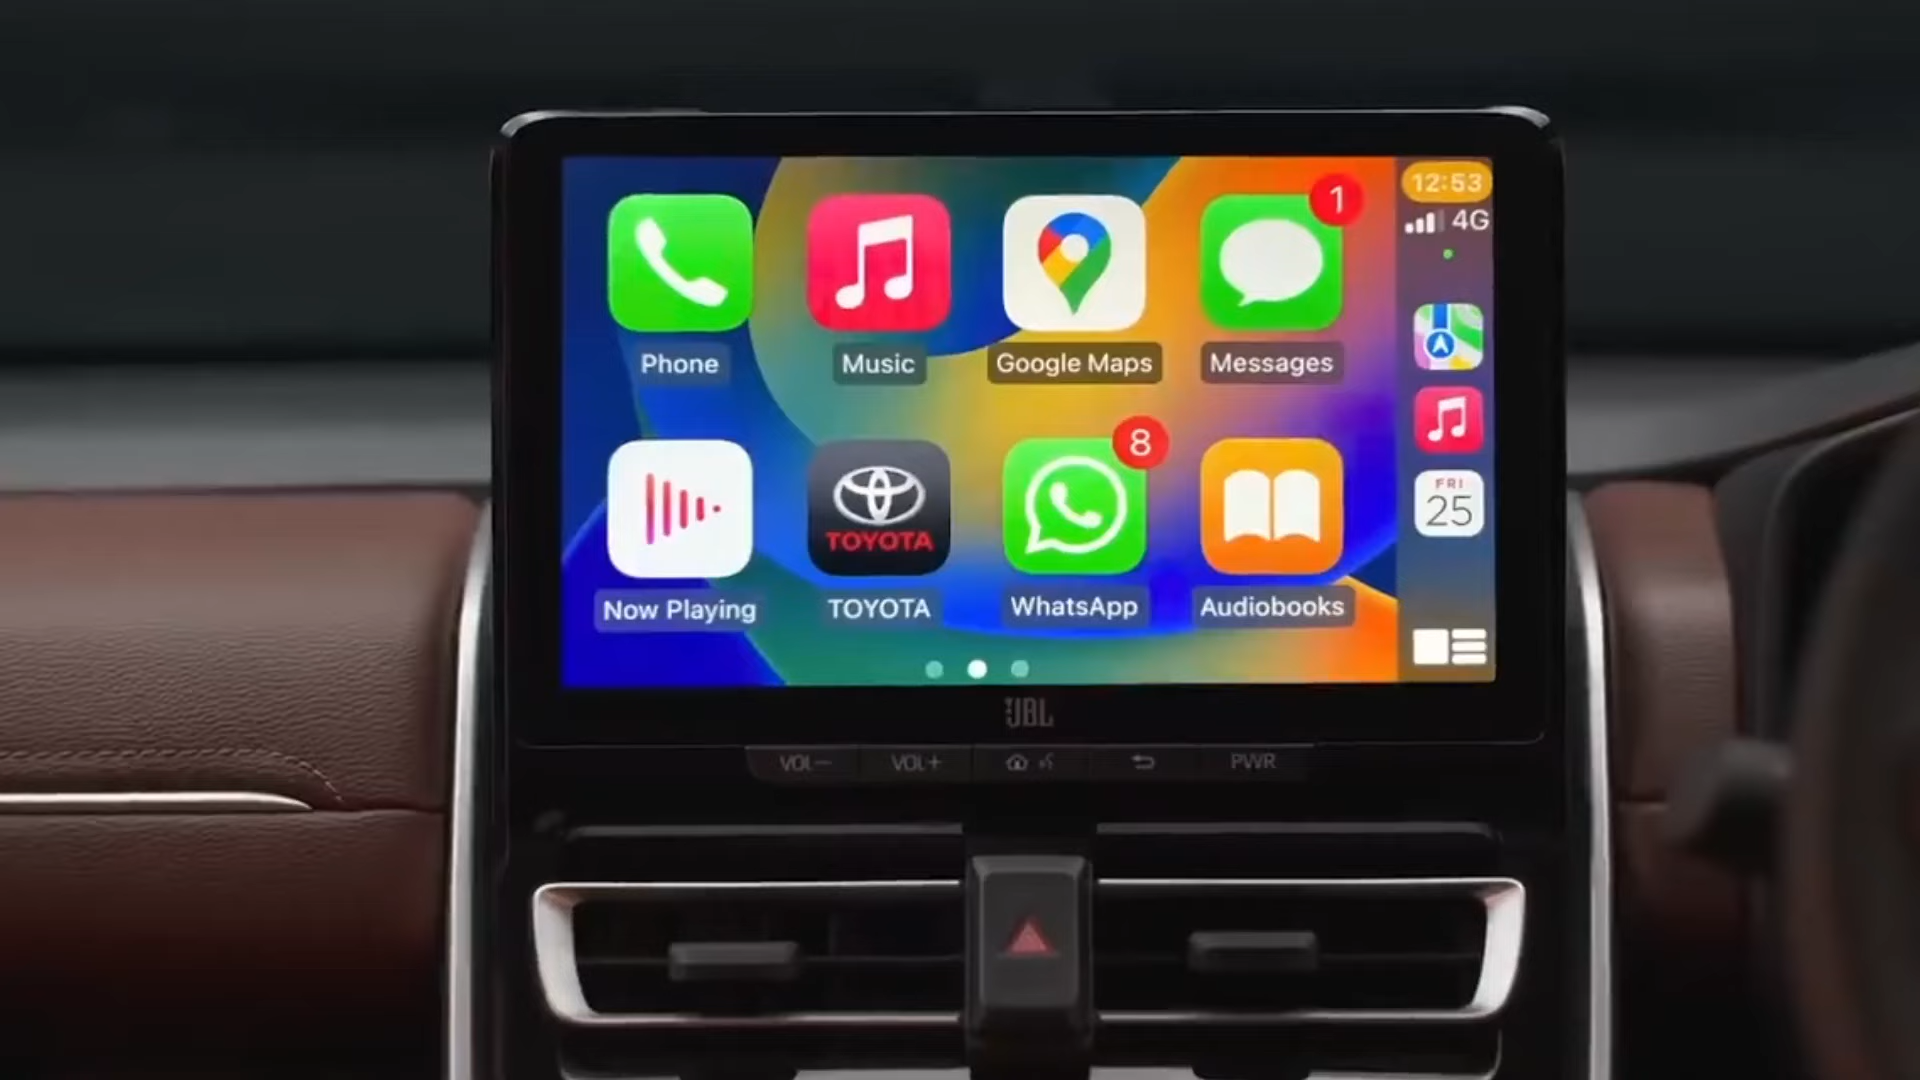 1
12:53
4G
Phone
Music
Google Maps
Messages
8
FRI
25
TOYOTA
Now Playing
TOYOTA
WhatsApp
Audiobooks
JBL
VOL−
VOL+
PWR